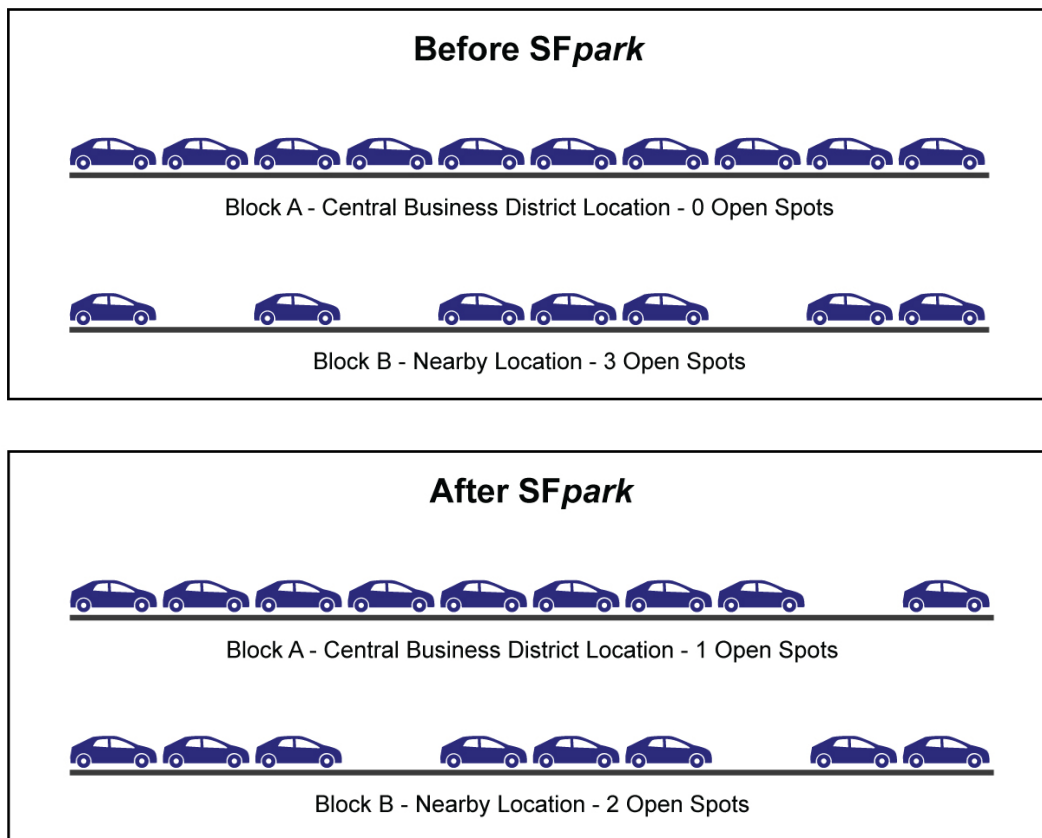 Before SFpark
Block A - Central Business District Location - 0 Open Spots
Block B - Nearby Location - 3 Open Spots
After SFpark
Block A - Central Business District Location - 1 Open Spots
Block B - Nearby Location - 2 Open Spots